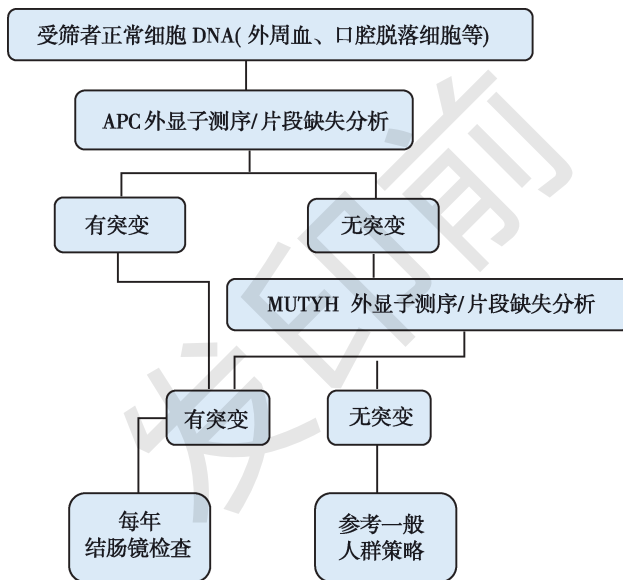 受筛者正常细胞 DNA( 外周血、口腔脱落细胞等)
APC 外显子测序/ 片段缺失分析
有突变
无突变
MUTYH 外显子测序/ 片段缺失分析
有突变
无突变
每年
结肠镜检查
参考一般
人群策略
发印前